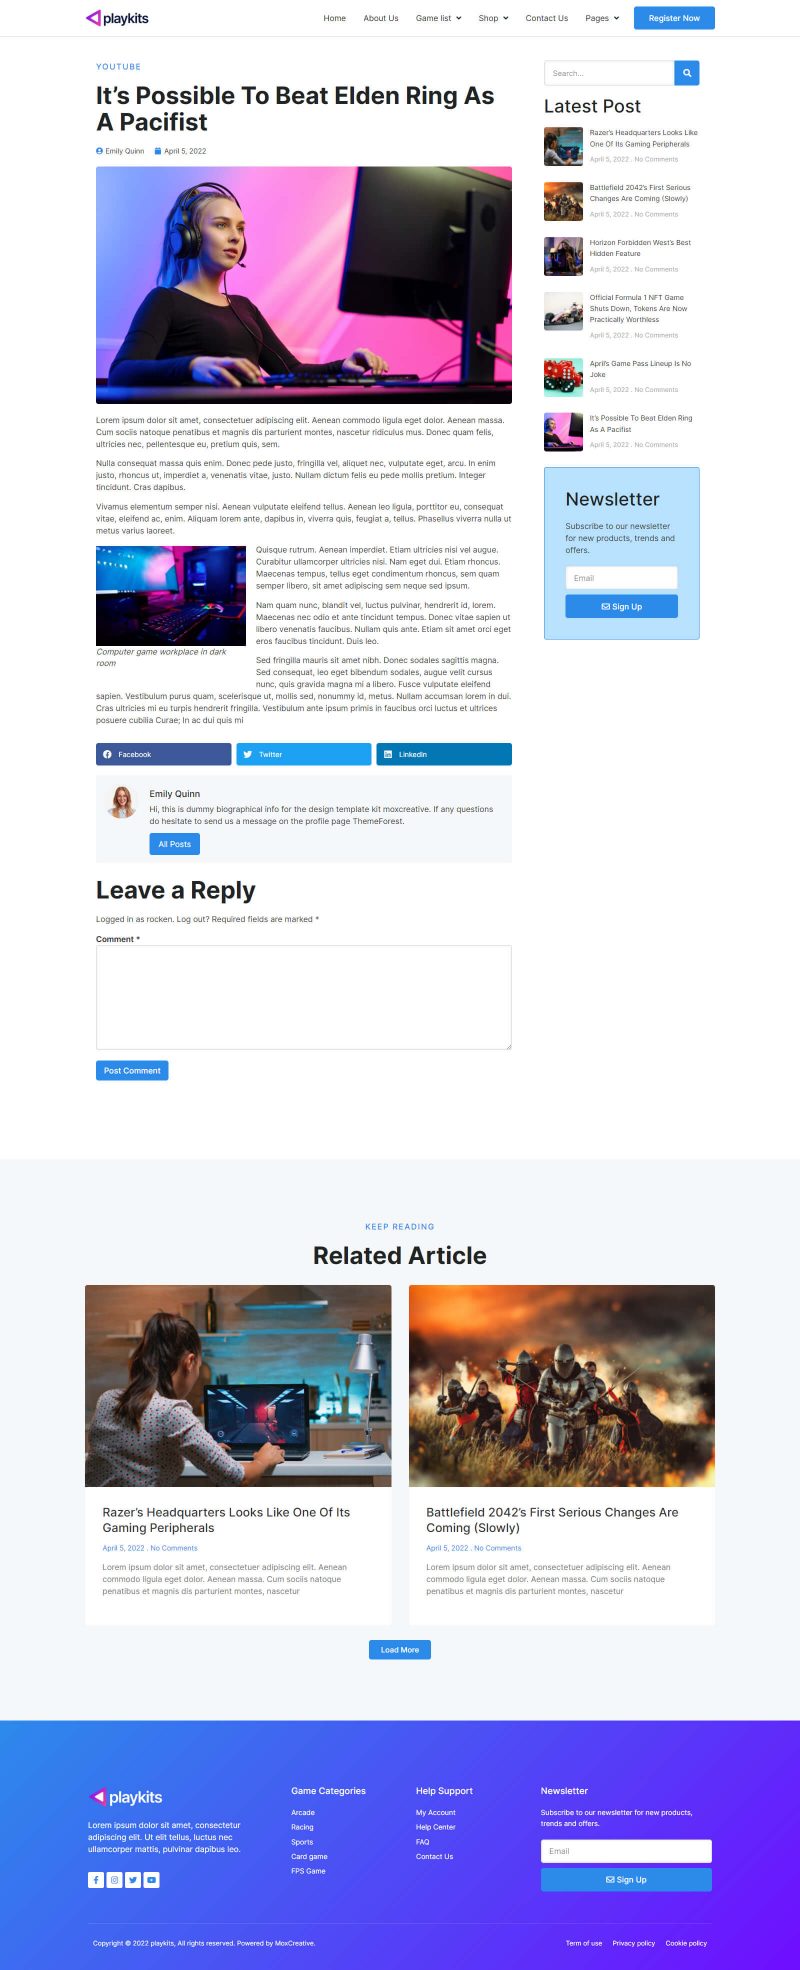 playkits
Home About Us Game list Shop Contact Us Pages Register Now
YOUTUBE
It's Possible To Beat Elden Ring As
A Pacifist
Emily Quinn April 5, 2022
Lorem ipsum dolor sit amet, consectetuer adipiscing elit. Aenean commodo ligula eget dolor. Aenean massa.
Cum sociis natoque penatibus et magnis dis parturient montes, nascetur ridiculus mus. Donec quam felis,
ultricies nec, pellentesque eu, pretium quis, sem.
Nulla consequat massa quis enim. Donec pede justo, fringilla vel, aliquet nec, vulputate eget, arcu. In enim
justo, rhoncus ut, imperdiet a, venenatis vitae, justo. Nullam dictum felis eu pede mollis pretium. Integer
tincidunt. Cras dapibus.
Vivamus elementum semper nisi. Aenean vulputate eleifend tellus. Aenean leo ligula, porttitor eu, consequat
vitae, eleifend ac, enim. Aliquam lorem ante, dapibus in, viverra quis, feugiat a, tellus. Phasellus viverra nulla ut
metus varius laoreet.
Quisque rutrum. Aenean imperdiet. Etiam ultricies nisi vel augue.
Curabitur ullamcorper ultricies nisi. Nam eget dui. Etiam rhoncus.
Maecenas tempus, tellus eget condimentum rhoncus, sem quam
semper libero, sit amet adipiscing sem neque sed ipsum.
Nam quam nunc, blandit vel, luctus pulvinar, hendrerit id, lorem.
Maecenas nec odio et ante tincidunt tempus. Donec vitae sapien ut
libero venenatis faucibus. Nullam quis ante. Etiam sit amet orci eget
eros faucibus tincidunt. Duis leo.
Computer game workplace in dark
room
Sed fringilla mauris sit amet nibh. Donec sodales sagittis magna.
Sed consequat, leo eget bibendum sodales, augue velit cursus
nunc, quis gravida magna mi a libero. Fusce vulputate eleifend
sapien. Vestibulum purus quam, scelerisque ut, mollis sed, nonummy id, metus. Nullam accumsan lorem in dui.
Cras ultricies mi eu turpis hendrerit fringilla. Vestibulum ante ipsum primis in faucibus orci luctus et ultrices
posuere cubilia Curae; In ac dui quis mi
Facebook Twitter LinkedIn
Emily Quinn
Hi, this is dummy biographical info for the design template kit moxcreative. If any questions
do hesitate to send us a message on the profile page ThemeForest.
All Posts
Leave a Reply
Logged in as rocken. Log out? Required fields are marked *
Comment *
Post Comment
Search...
Latest Post
Razer's Headquarters Looks Like
One Of Its Gaming Peripherals
April 5, 2022 . No Comments
Battlefield 2042's First Serious
Changes Are Coming (Slowly)
April 5, 2022 . No Comments
Horizon Forbidden West's Best
Hidden Feature
April 5, 2022 . No Comments
Official Formula 1 NFT Game
Shuts Down, Tokens Are Now
Practically Worthless
April 5, 2022 . No Comments
April's Game Pass Lineup Is No
Joke
April 5, 2022 . No Comments
It's Possible To Beat Elden Ring
As A Pacifist
April 5, 2022 . No Comments
Newsletter
Subscribe to our newsletter
for new products, trends and
offers.
Email
Sign Up
KEEP READING
Related Article
Razer's Headquarters Looks Like One Of Its
Gaming Peripherals
April 5, 2022 . No Comments
Lorem ipsum dolor sit amet, consectetuer adipiscing elit. Aenean
commodo ligula eget dolor. Aenean massa. Cum sociis natoque
penatibus et magnis dis parturient montes, nascetur
Battlefield 2042's First Serious Changes Are
Coming (Slowly)
April 5, 2022 . No Comments
Lorem ipsum dolor sit amet, consectetuer adipiscing elit. Aenean
commodo ligula eget dolor. Aenean massa. Cum sociis natoque
penatibus et magnis dis parturient montes, nascetur
Load More
playkits
Lorem ipsum dolor sit amet, consectetur
adipiscing elit. Ut elit tellus, luctus nec
ullamcorper mattis, pulvinar dapibus leo.
Game Categories
Arcade
Racing
Sports
Card game
FPS Game
Help Support
My Account
Help Center
FAQ
Contact Us
Newsletter
Subscribe to our newsletter for new products,
trends and offers.
Email
Sign Up
Copyright © 2022 playkits, All rights reserved. Powered by MoxCreative.
Term of use Privacy policy Cookie policy